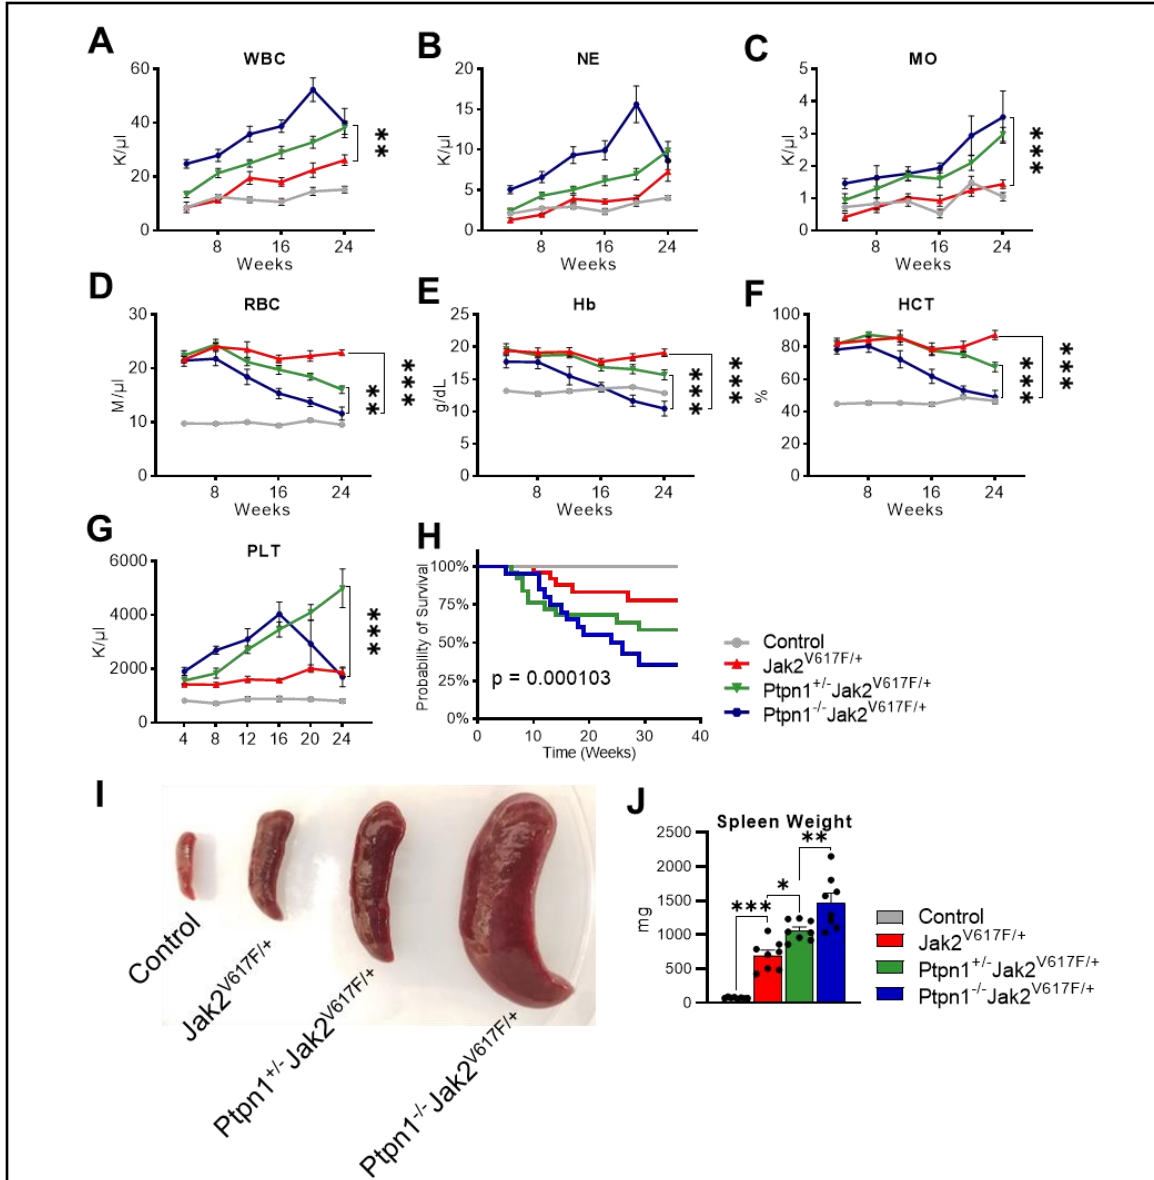 A
WBC
60
40
20
0
K/µl
8 16 24
Weeks
**
B
NE
20
15
10
5
0
K/µl
8 16 24
Weeks
C
MO
5
4
3
2
1
0
K/µl
8 16 24
Weeks
***
D
RBC
30
20
10
0
M/µl
8 16 24
Weeks
**
***
E
Hb
25
20
15
10
5
0
g/dL
8 16 24
Weeks
***
***
F
HCT
100
80
60
40
20
0
%
8 16 24
Weeks
***
***
G
PLT
6000
4000
2000
0
K/µl
4 8 12 16 20 24
Weeks
***
H
100%
75%
50%
25%
0%
Probability of Survival
p = 0.000103
0 10 20 30 40
Time (Weeks)
Control
Jak2V617F/+
Ptpn1+/-Jak2V617F/+
Ptpn1-/-Jak2V617F/+
I
Control
Jak2V617F/+
Ptpn1+/-Jak2V617F/+
Ptpn1-/-Jak2V617F/+
J
Spleen Weight
2500
2000
1500
1000
500
0
mg
***
*
**
Control
Jak2V617F/+
Ptpn1+/-Jak2V617F/+
Ptpn1-/-Jak2V617F/+